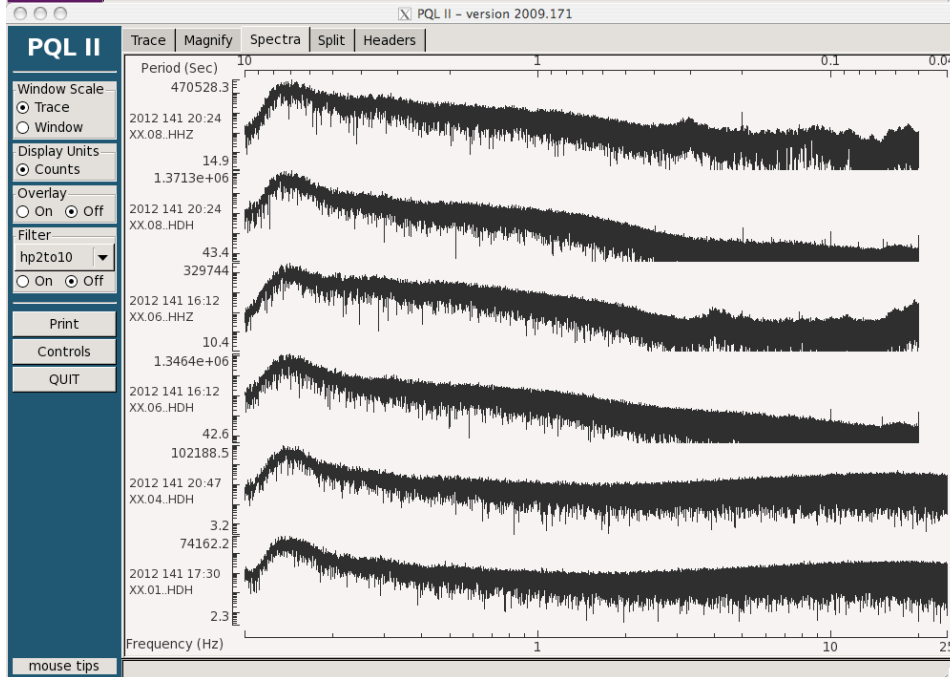 X PQL II - version 2009.171
PQL II
Trace Magnify Spectra Split Headers
Window Scale
Trace
Window
Display Units
Counts
Overlay
On Off
Filter
hp2to10
On Off
Print
Controls
QUIT
mouse tips
Period (Sec)
10 1 0.1 0.04
470528.3
2012 141 20:24
XX.08..HHZ
14.9
1.3713e+06
2012 141 20:24
XX.08..HDH
43.4
329744
2012 141 16:12
XX.06..HHZ
10.4
1.3464e+06
2012 141 16:12
XX.06..HDH
42.6
102188.5
2012 141 20:47
XX.04..HDH
3.2
74162.2
2012 141 17:30
XX.01..HDH
2.3
Frequency (Hz)
1 10 25